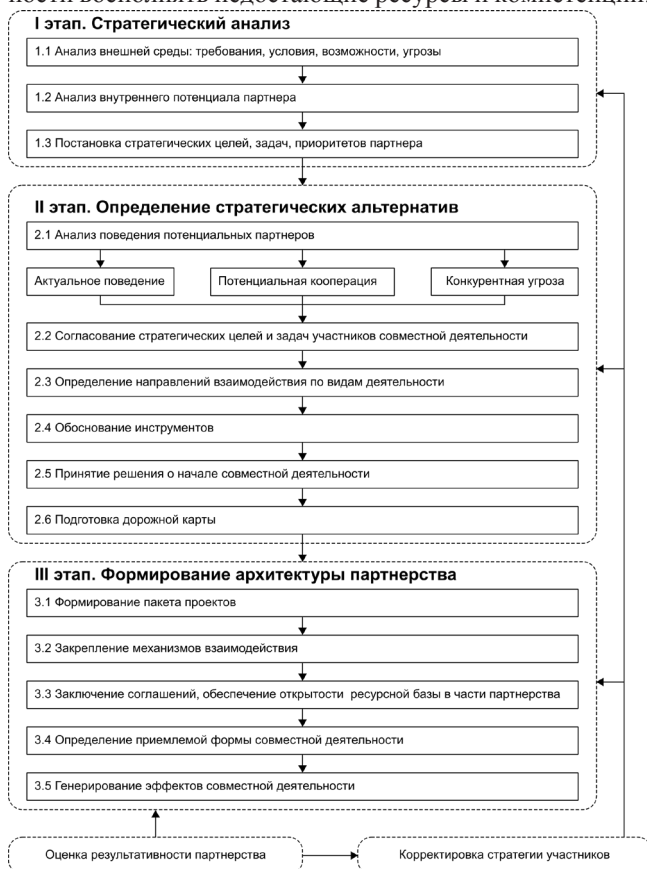 ности восполнять недостающие ресурсы и компетенции
I этап. Стратегический анализ
1.1 Анализ внешней среды: требования, условия, возможности, угрозы
1.2 Анализ внутреннего потенциала партнера
1.3 Постановка стратегических целей, задач, приоритетов партнера
II этап. Определение стратегических альтернатив
2.1 Анализ поведения потенциальных партнеров
Актуальное поведение
Потенциальная кооперация
Конкурентная угроза
2.2 Согласование стратегических целей и задач участников совместной деятельности
2.3 Определение направлений взаимодействия по видам деятельности
2.4 Обоснование инструментов
2.5 Принятие решения о начале совместной деятельности
2.6 Подготовка дорожной карты
III этап. Формирование архитектуры партнерства
3.1 Формирование пакета проектов
3.2 Закрепление механизмов взаимодействия
3.3 Заключение соглашений, обеспечение открытости ресурсной базы в части партнерства
3.4 Определение приемлемой формы совместной деятельности
3.5 Генерирование эффектов совместной деятельности
Оценка результативности партнерства
Корректировка стратегии участников